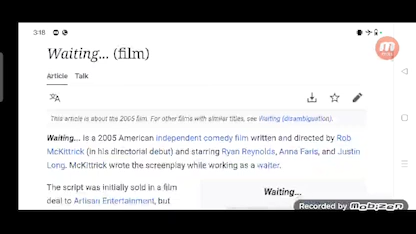 3:18
Waiting... (film)
Article Talk
This article is about the 2005 film. For other films with similar titles, see Waiting (disambiguation).
Waiting... is a 2005 American independent comedy film written and directed by Rob
McKittrick (in his directorial debut) and starring Ryan Reynolds, Anna Faris, and Justin
Long. McKittrick wrote the screenplay while working as a waiter.
The script was initially sold in a film
deal to Artisan Entertainment, but
Waiting...
Recorded by Mobizen